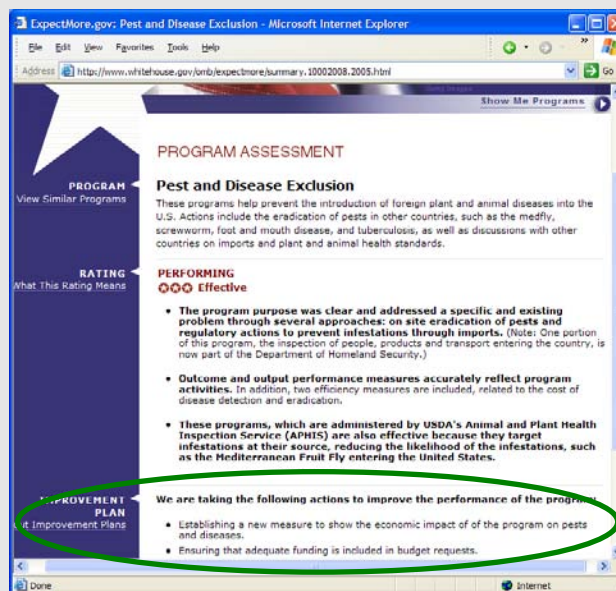 ExpectMore.gov: Pest and Disease Exclusion - Microsoft Internet Explorer
File Edit View Favorites Tools Help
Address http://www.whitehouse.gov/omb/expectmore/summary.10002008.2005.html Go
Show Me Programs
PROGRAM ASSESSMENT
PROGRAM
View Similar Programs
Pest and Disease Exclusion
These programs help prevent the introduction of foreign plant and animal diseases into the
U.S. Actions include the eradication of pests in other countries, such as the medfly,
screwworm, foot and mouth disease, and tuberculosis, as well as discussions with other
countries on imports and plant and animal health standards.
RATING
What This Rating Means
PERFORMING
Effective
• The program purpose was clear and addressed a specific and existing
problem through several approaches: on site eradication of pests and
regulatory actions to prevent infestations through imports. (Note: One portion
of this program, the inspection of people, products and transport entering the country, is
now part of the Department of Homeland Security.)
• Outcome and output performance measures accurately reflect program
activities. In addition, two efficiency measures are included, related to the cost of
disease detection and eradication.
• These programs, which are administered by USDA's Animal and Plant Health
Inspection Service (APHIS) are also effective because they target
infestations at their source, reducing the likelihood of the infestations, such
as the Mediterranean Fruit Fly entering the United States.
IMPROVEMENT
PLAN
Improvement Plans
We are taking the following actions to improve the performance of the program:
• Establishing a new measure to show the economic impact of of the program on pests
and diseases.
• Ensuring that adequate funding is included in budget requests.
Done Internet